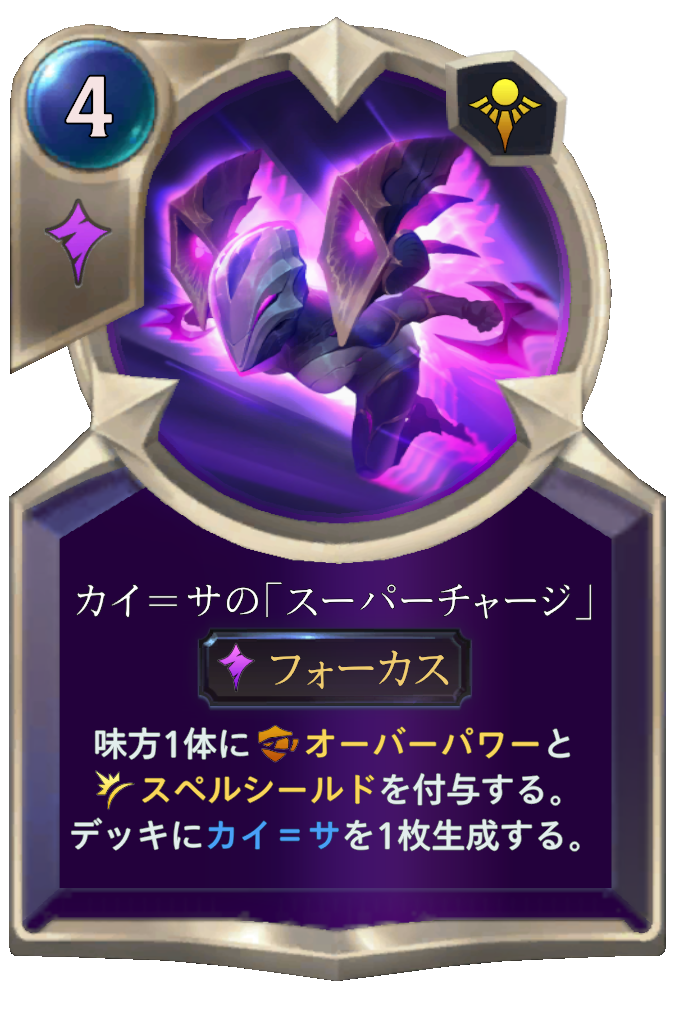 4
カイ=サの「スーパーチャージ」
フォーカス
味方1体にオーバーパワーと
スペルシールドを付与する。
デッキにカイ=サを1枚生成する。